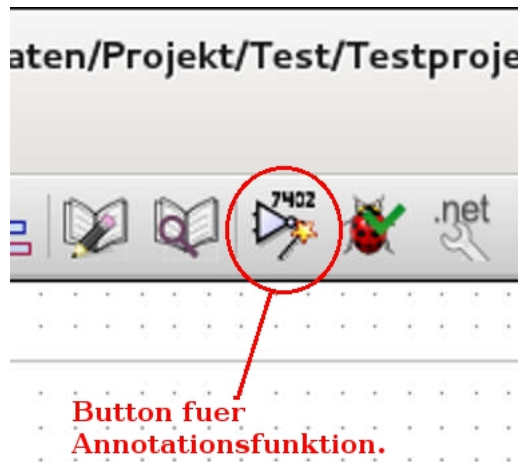 aten/Projekt/Test/Testproje
7402
.net
Button fuer
Annotationsfunktion.